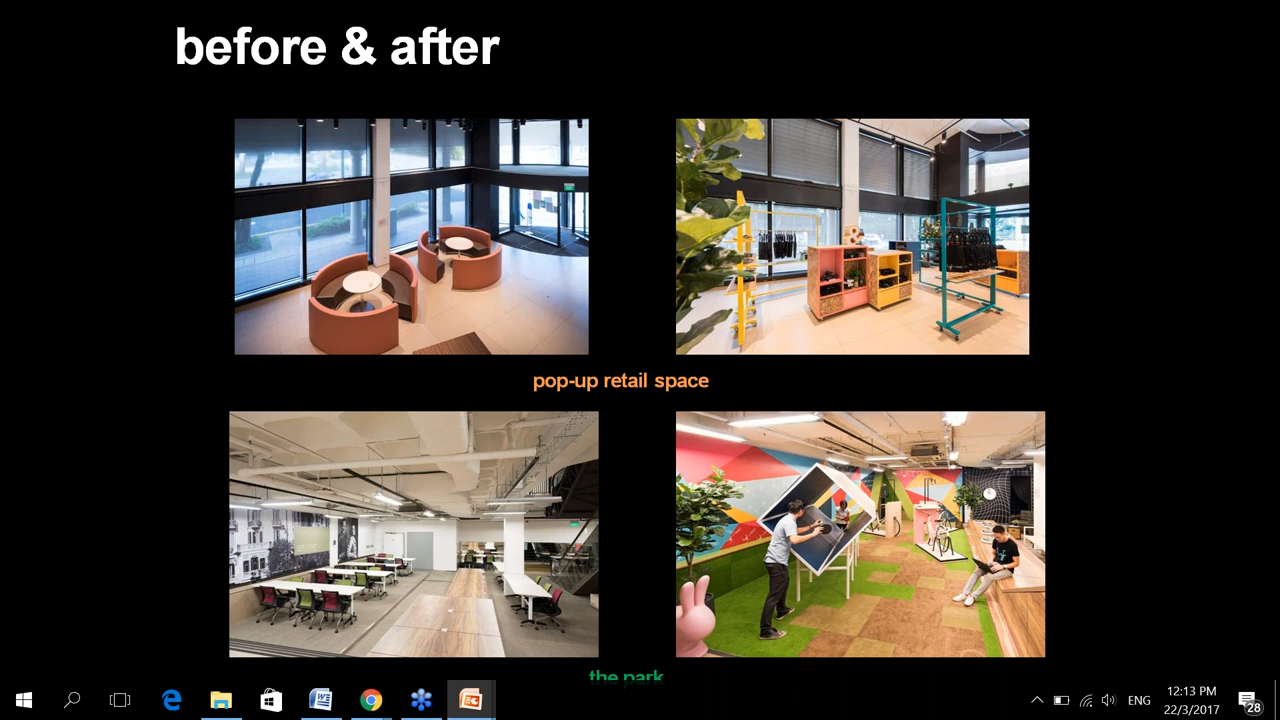 before & after
pop-up retail space
the park
ENG
12:13 PM
22/3/2017
28